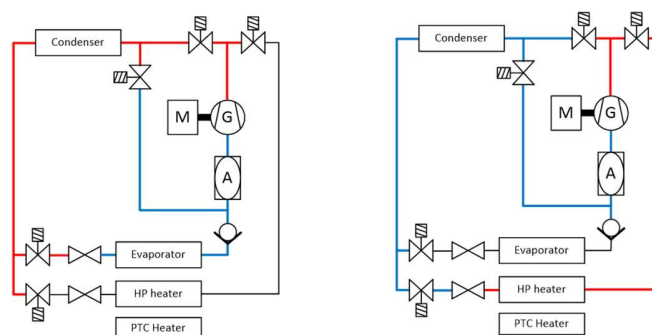 Condenser
M
G
A
Evaporator
HP heater
PTC Heater
Condenser
M
G
A
Evaporator
HP heater
PTC Heater